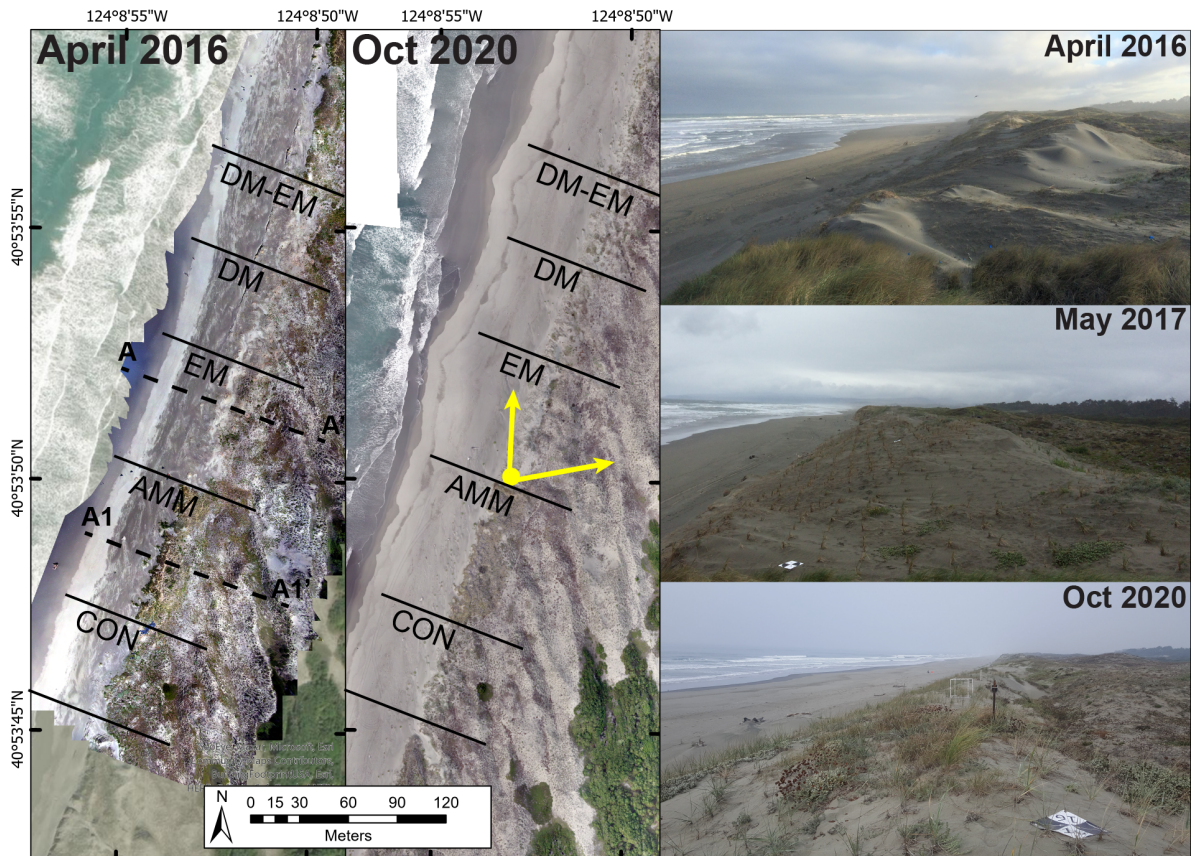 124°8'55"W
124°8'50"W
124°8'55"W
124°8'50"W
April 2016
Oct 2020
April 2016
May 2017
Oct 2020
40°53'55"N
40°53'50"N
40°53'45"N
DM-EM
DM
EM
A
A'
AMM
A1
A1'
CON
DM-EM
DM
EM
AMM
CON
N
0 15 30 60 90 120
Meters